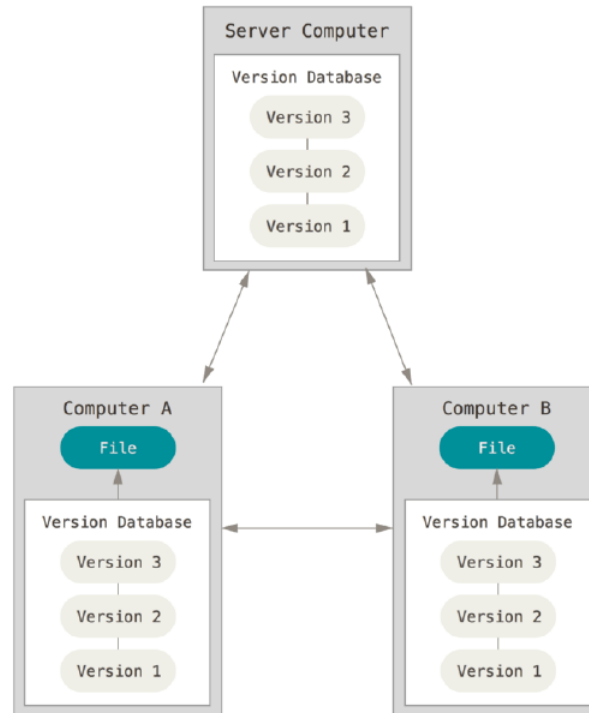 Server Computer
Version Database
Version 3
Version 2
Version 1
Computer A
File
Version Database
Version 3
Version 2
Version 1
Computer B
File
Version Database
Version 3
Version 2
Version 1